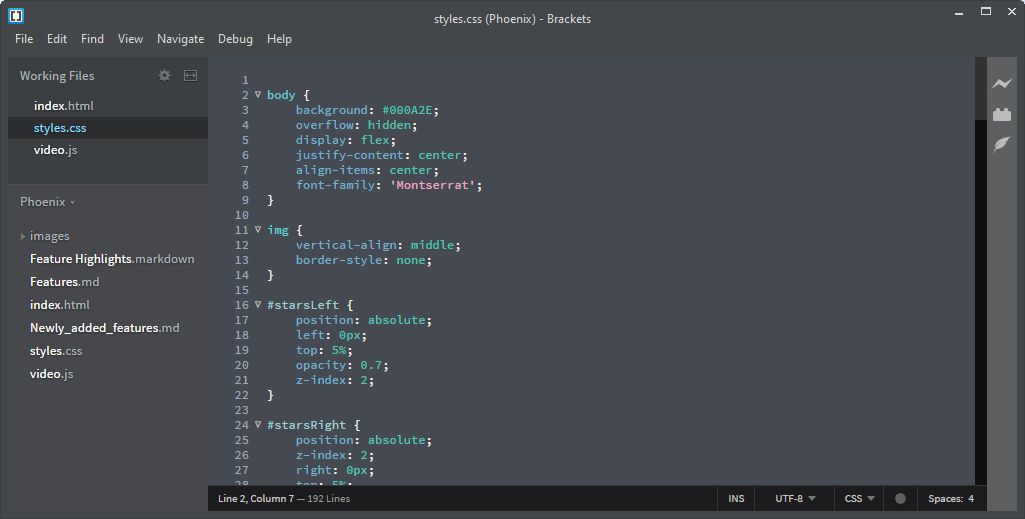 styles.css (Phoenix) - Brackets
File Edit Find View Navigate Debug Help
Working Files
index.html
styles.css
video.js
Phoenix
images
Feature Highlights.markdown
Features.md
index.html
Newly_added_features.md
styles.css
video.js
1
2 body {
3 background: #000A2E;
4 overflow: hidden;
5 display: flex;
6 justify-content: center;
7 align-items: center;
8 font-family: 'Montserrat';
9 }
10
11 img {
12 vertical-align: middle;
13 border-style: none;
14 }
15
16 #starsLeft {
17 position: absolute;
18 left: 0px;
19 top: 5%;
20 opacity: 0.7;
21 z-index: 2;
22 }
23
24 #starsRight {
25 position: absolute;
26 z-index: 2;
27 right: 0px;
28 top: 5%;
Line 2, Column 7 — 192 Lines INS UTF-8 CSS Spaces: 4